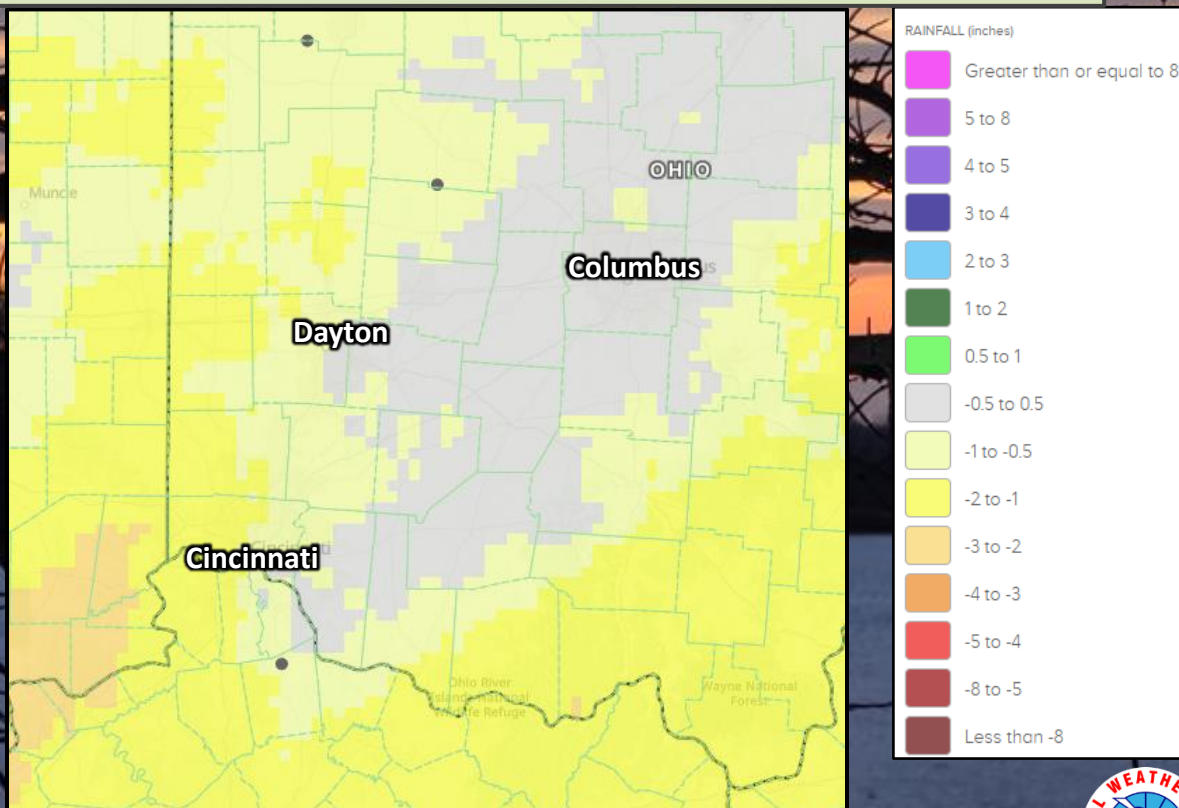 RAINFALL (inches)
Greater than or equal to 8
5 to 8
4 to 5
3 to 4
2 to 3
1 to 2
0.5 to 1
-0.5 to 0.5
-1 to -0.5
-2 to -1
-3 to -2
-4 to -3
-5 to -4
-8 to -5
Less than -8
OHIO
Muncie
Columbus
us
Dayton
Cincinnati
Cincinnati
Ohio River
Islands National
Wildlife Refuge
Wayne National
Forest
L WEATHE